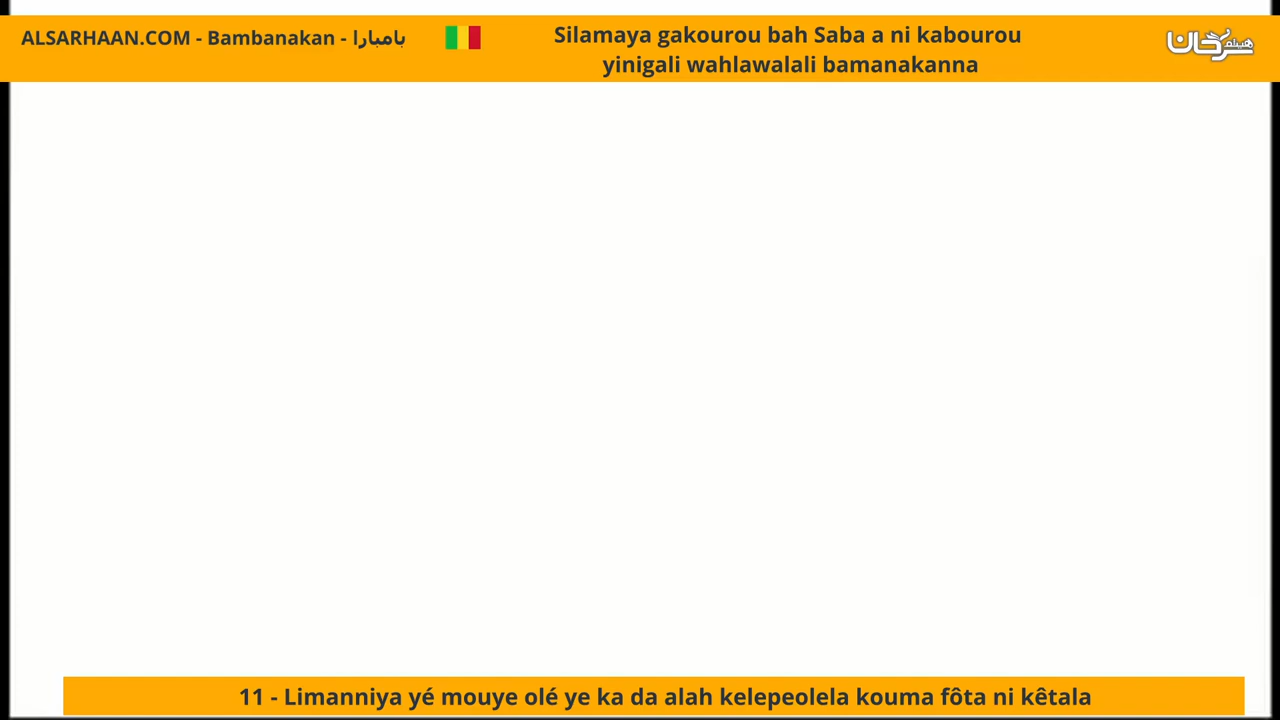 ALSARHAAN.COM - Bambanakan - بامبارا
Silamaya gakourou bah Saba a ni kabourou
yinigali wahlawalali bamanakanna
11 - Limanniya yé mouye olé ye ka da alah kelepeolela kouma fôta ni kêtala